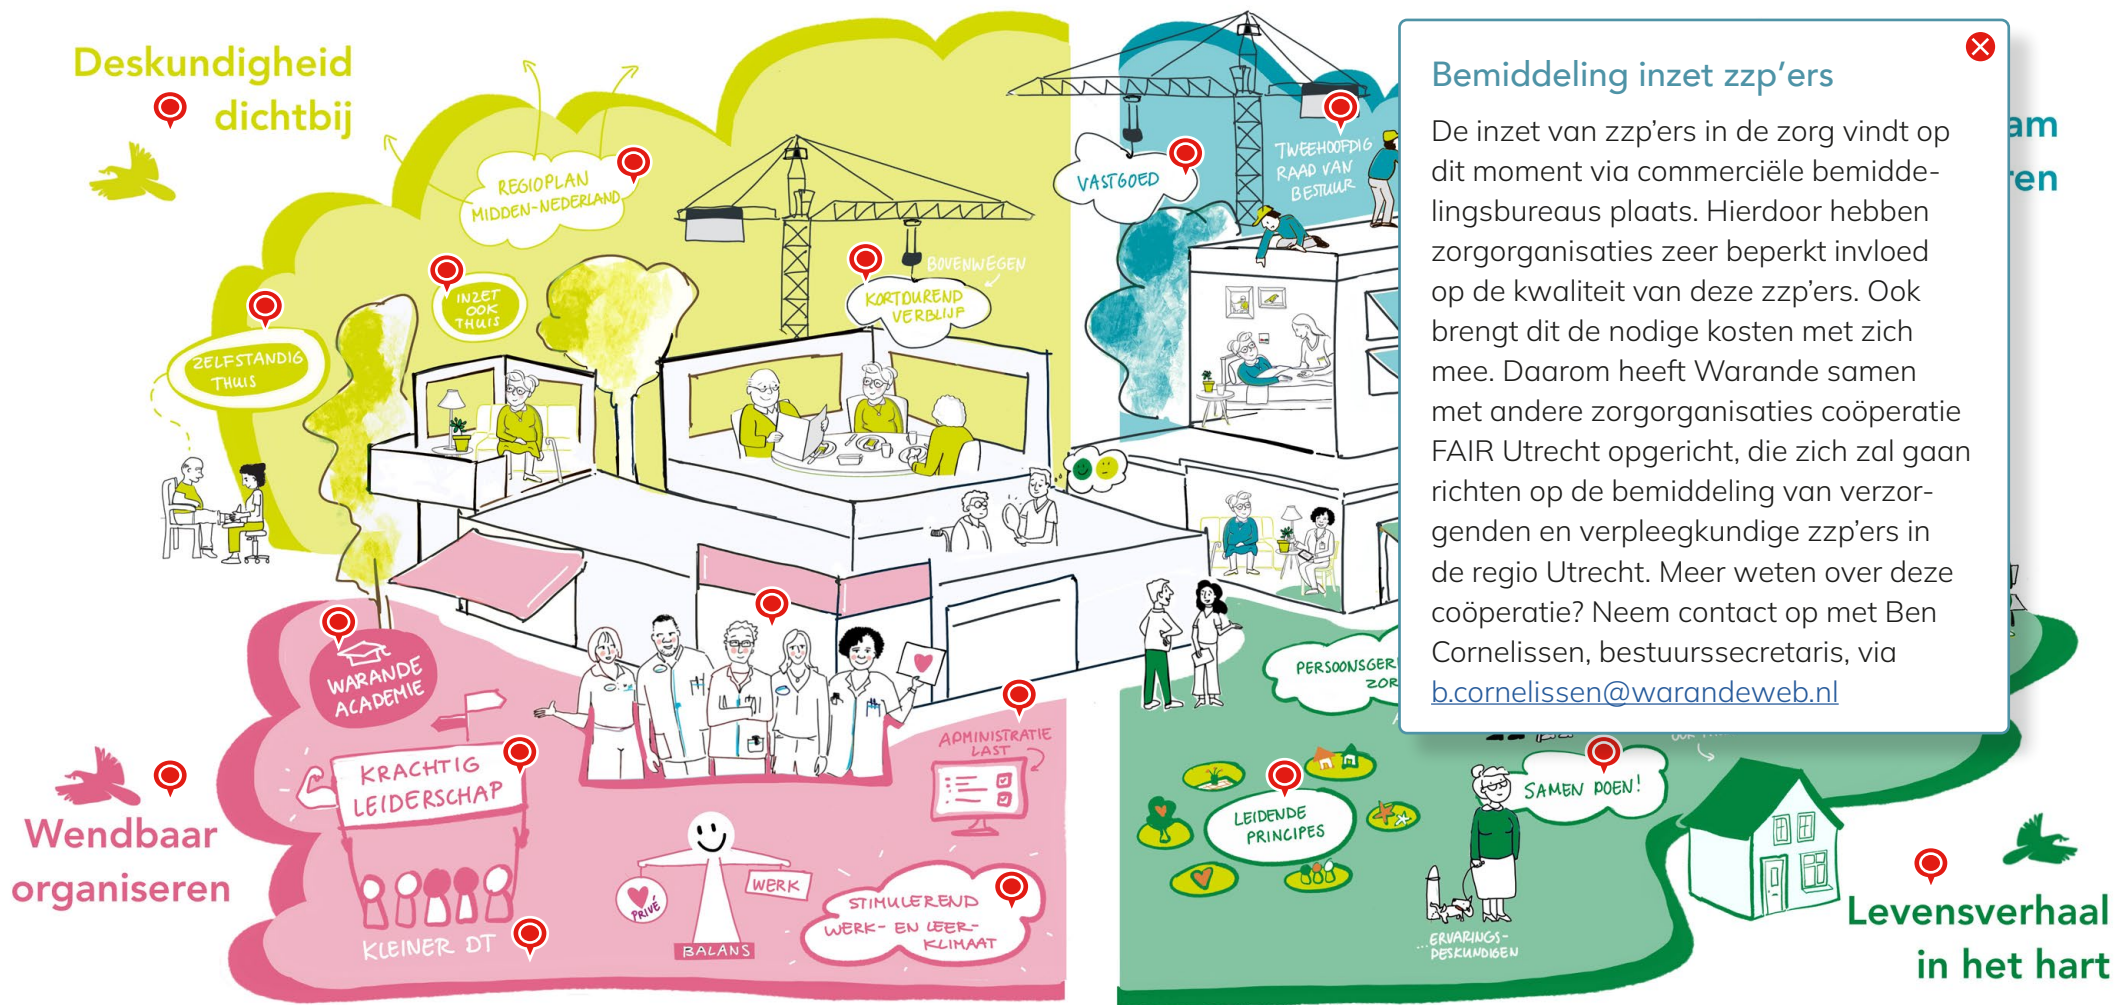 Deskundigheid
dichtbij
REGIOPLAN
MIDDEN-NEDERLAND
INZET
OOK
THUIS
ZELFSTANDIG
THUIS
BOVENWEGEN
KORTDUREND
VERBLIJF
VASTGOED
TWEEHOOFDIG
RAAD VAN
BESTUUR
am
ren
Bemiddeling inzet zzp'ers
De inzet van zzp'ers in de zorg vindt op
dit moment via commerciële bemidde-
lingsbureaus plaats. Hierdoor hebben
zorgorganisaties zeer beperkt invloed
op de kwaliteit van deze zzp'ers. Ook
brengt dit de nodige kosten met zich
mee. Daarom heeft Warande samen
met andere zorgorganisaties coöperatie
FAIR Utrecht opgericht, die zich zal gaan
richten op de bemiddeling van verzor-
genden en verpleegkundige zzp'ers in
de regio Utrecht. Meer weten over deze
coöperatie? Neem contact op met Ben
Cornelissen, bestuurssecretaris, via
b.cornelissen@warandeweb.nl
WARANDE
ACADEMIE
KRACHTIG
LEIDERSCHAP
KLEINER DT
Wendbaar
organiseren
PRIVÉ
WERK
BALANS
ADMINISTRATIE
LAST
STIMULEREND
WERK- EN LEER-
KLIMAAT
PERSOONSGER
ZOR
LEIDENDE
PRINCIPES
SAMEN DOEN!
...ERVARINGS-
DESKUNDIGEN
Levensverhaal
in het hart